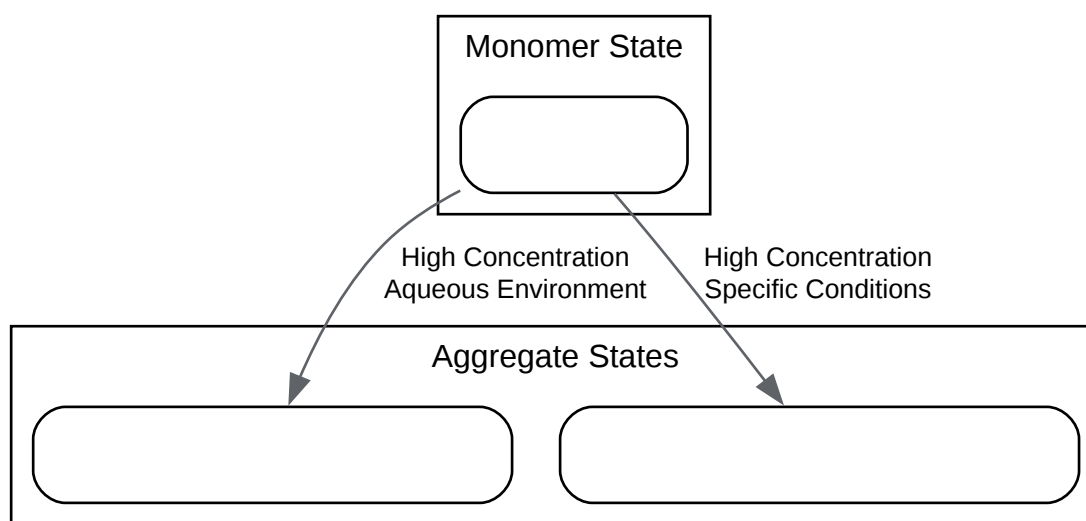 Monomer State
High Concentration
Aqueous Environment
High Concentration
Specific Conditions
Aggregate States